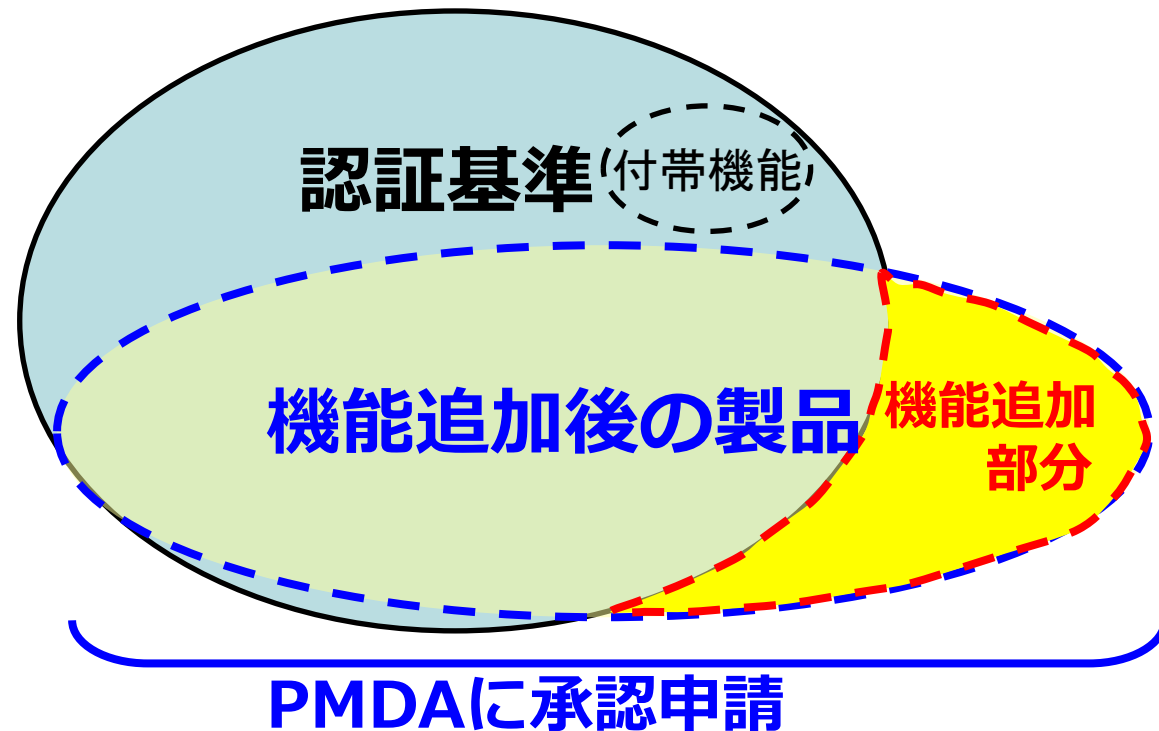 認証基準
付帯機能
機能追加後の製品
機能追加
部分
PMDAに承認申請